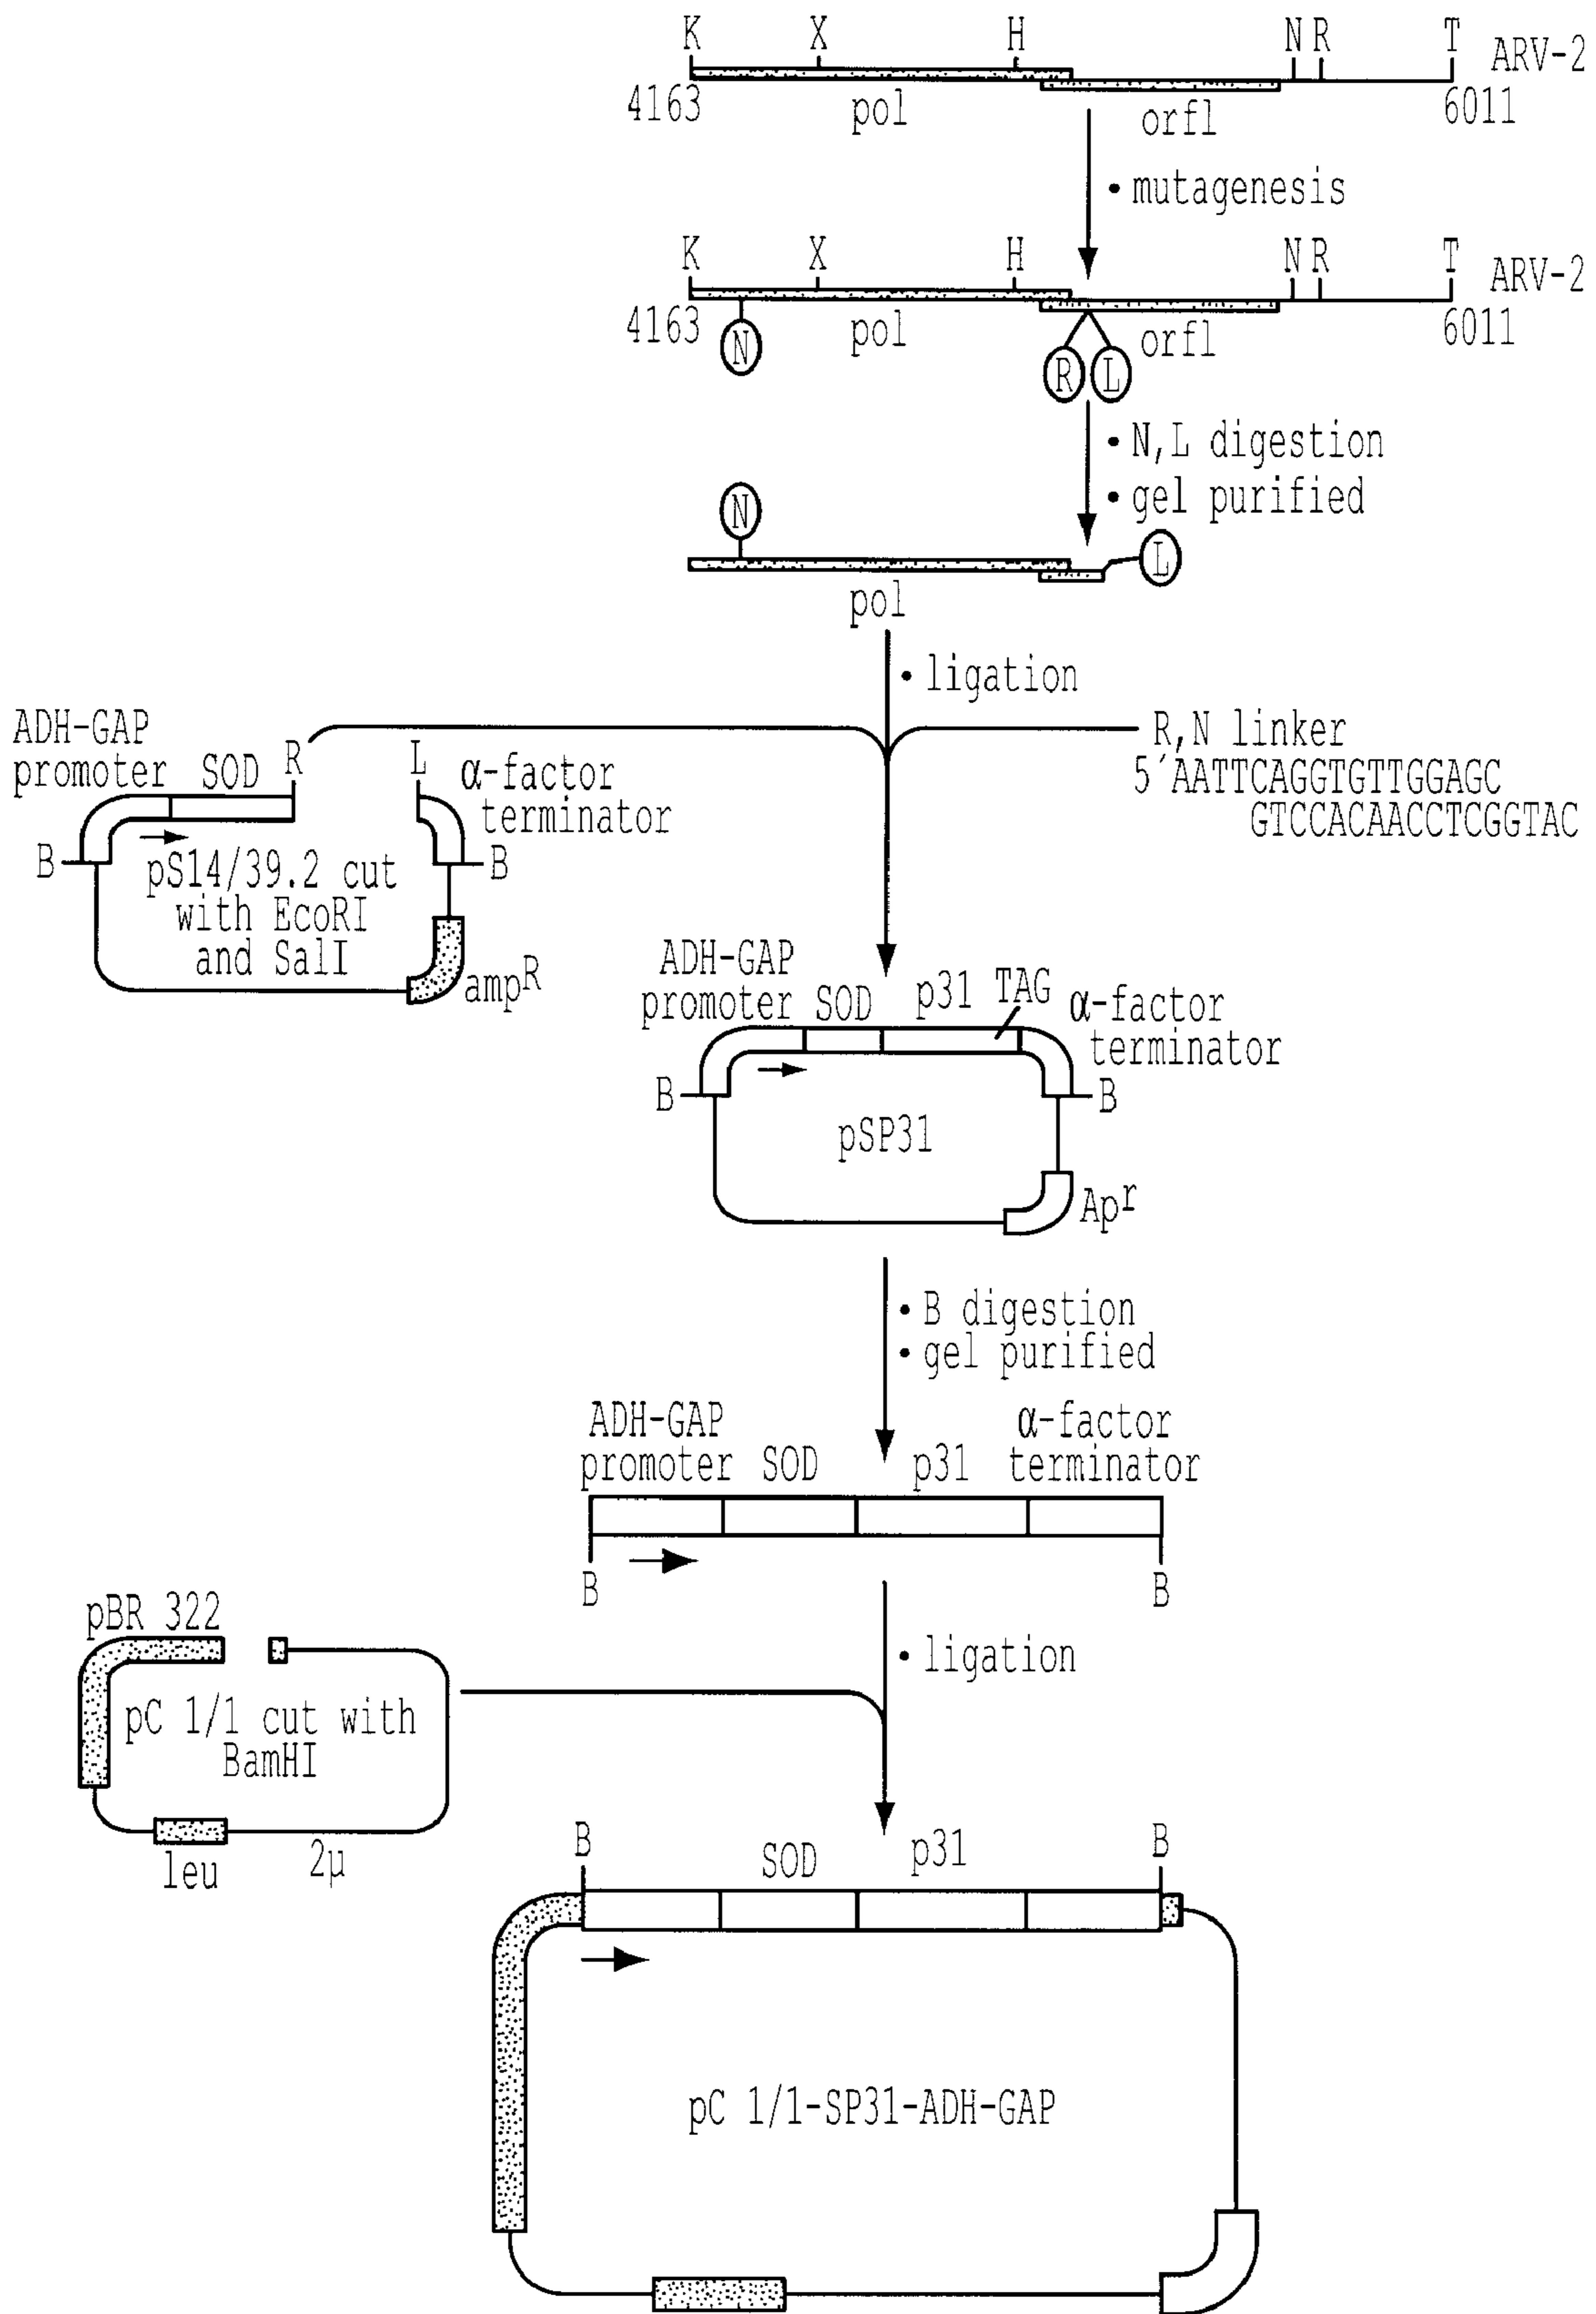 K X H N R T ARV-2
4163 pol orfl 6011
• mutagenesis
K X H N R T ARV-2
4163 pol orfl 6011
N R L
• N,L digestion
• gel purified
N
L
pol
• ligation
ADH-GAP
promoter SOD R L α-factor
terminator
B B
pS14/39.2 cut
with EcoRI
and SalI
ampR
R,N linker
5´AATTCAGGTGTTGGAGC
GTCCACAACCTCGGTAC
ADH-GAP
promoter SOD p31 TAG α-factor
terminator
B B
pSP31
Apr
• B digestion
• gel purified
ADH-GAP
promoter SOD p31 α-factor
terminator
B B
pBR 322
pC 1/1 cut with
BamHI
leu 2μ
• ligation
B SOD p31 B
pC 1/1-SP31-ADH-GAP